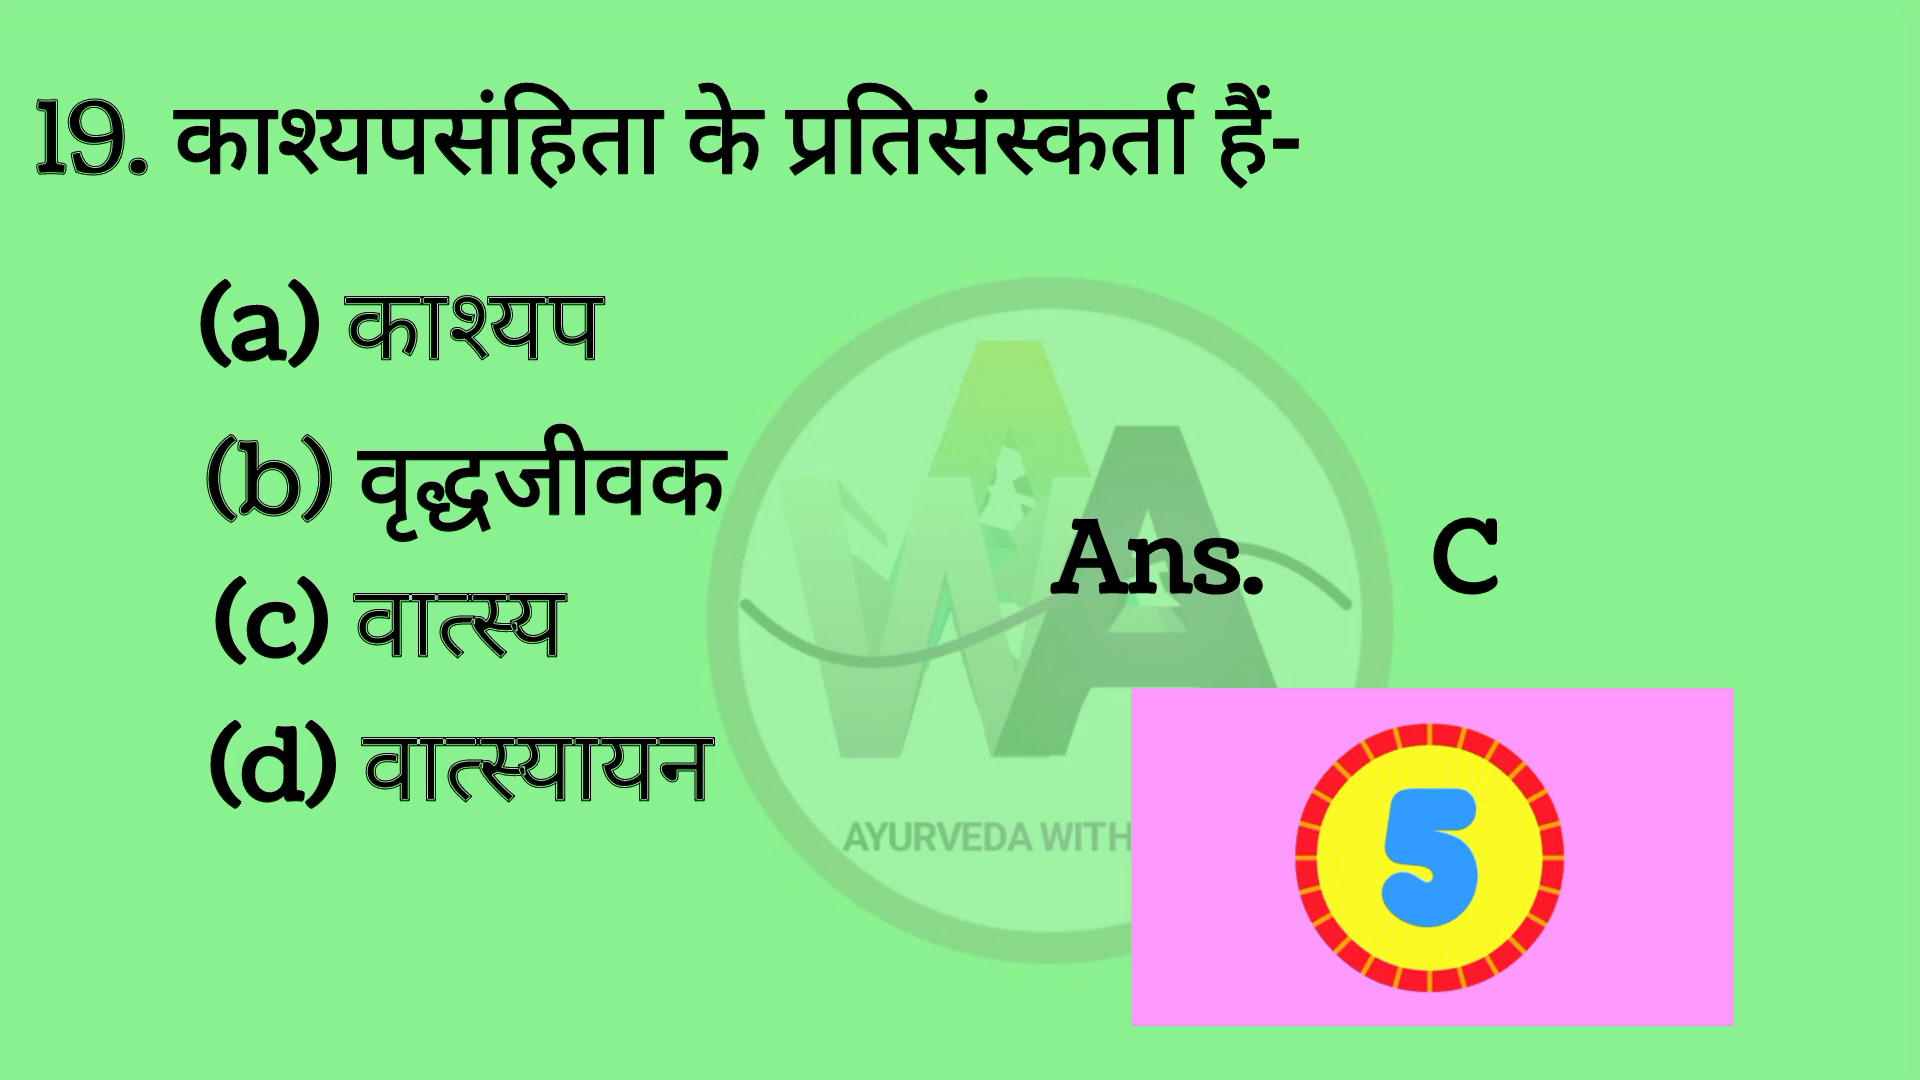 19. काश्यपसंहिता के प्रतिसंस्कर्ता हैं-
(a) काश्यप
(b) वृद्धजीवक
(c) वात्स्य
(d) वात्स्यायन
Ans. C
AYURVEDA WITH
5